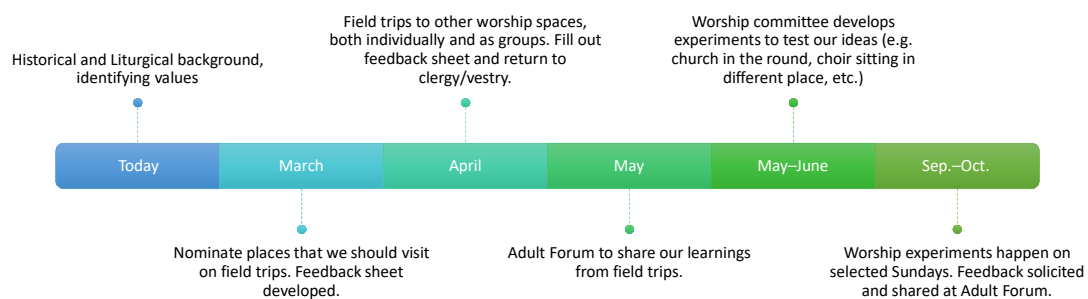 Historical and Liturgical background,
identifying values
Field trips to other worship spaces,
both individually and as groups. Fill out
feedback sheet and return to
clergy/vestry.
Worship committee develops
experiments to test our ideas (e.g.
church in the round, choir sitting in
different place, etc.)
Today
March
April
May
May–June
Sep.–Oct.
Nominate places that we should visit
on field trips. Feedback sheet
developed.
Adult Forum to share our learnings
from field trips.
Worship experiments happen on
selected Sundays. Feedback solicited
and shared at Adult Forum.